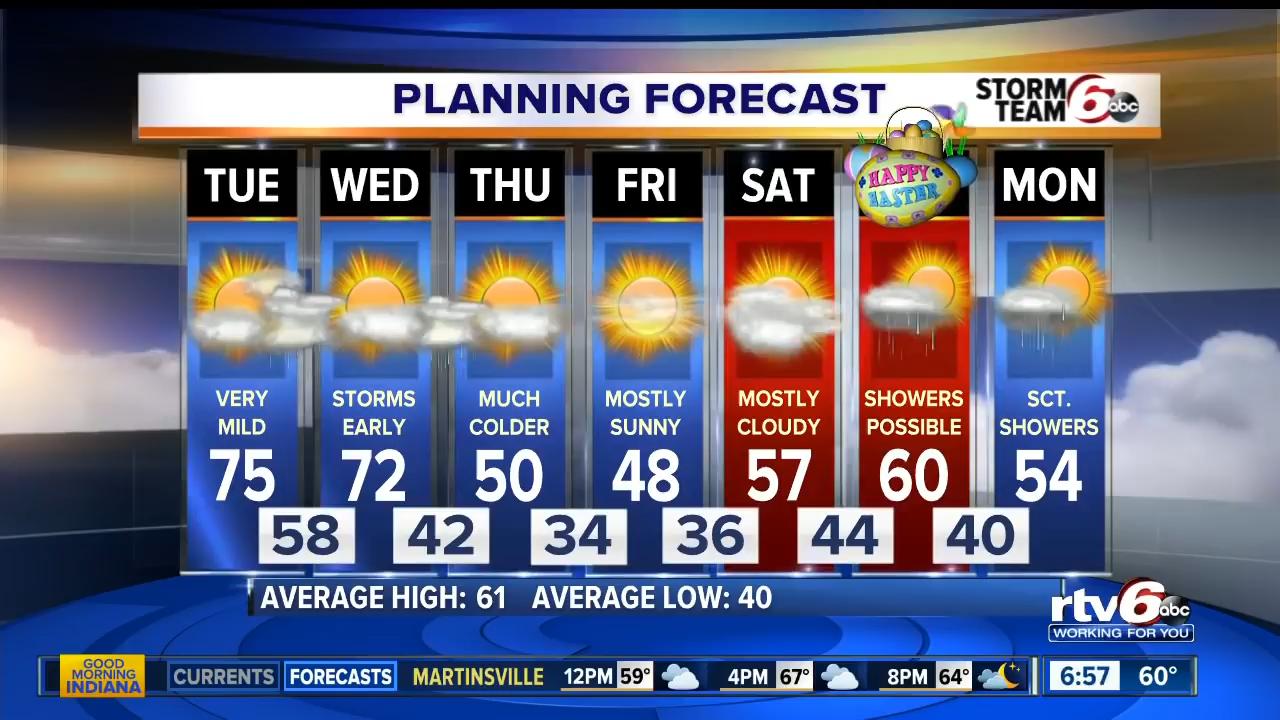 PLANNING FORECAST
STORM TEAM 6 abc
TUE WED THU FRI SAT HAPPY EASTER MON
VERY MILD
STORMS EARLY
MUCH COLDER
MOSTLY SUNNY
MOSTLY CLOUDY
SHOWERS POSSIBLE
SCT. SHOWERS
75 72 50 48 57 60 54
58 42 34 36 44 40
AVERAGE HIGH: 61 AVERAGE LOW: 40
rtv6 abc
WORKING FOR YOU
GOOD MORNING INDIANA
CURRENTS FORECASTS MARTINSVILLE 12PM 59° 4PM 67° 8PM 64° 6:57 60°